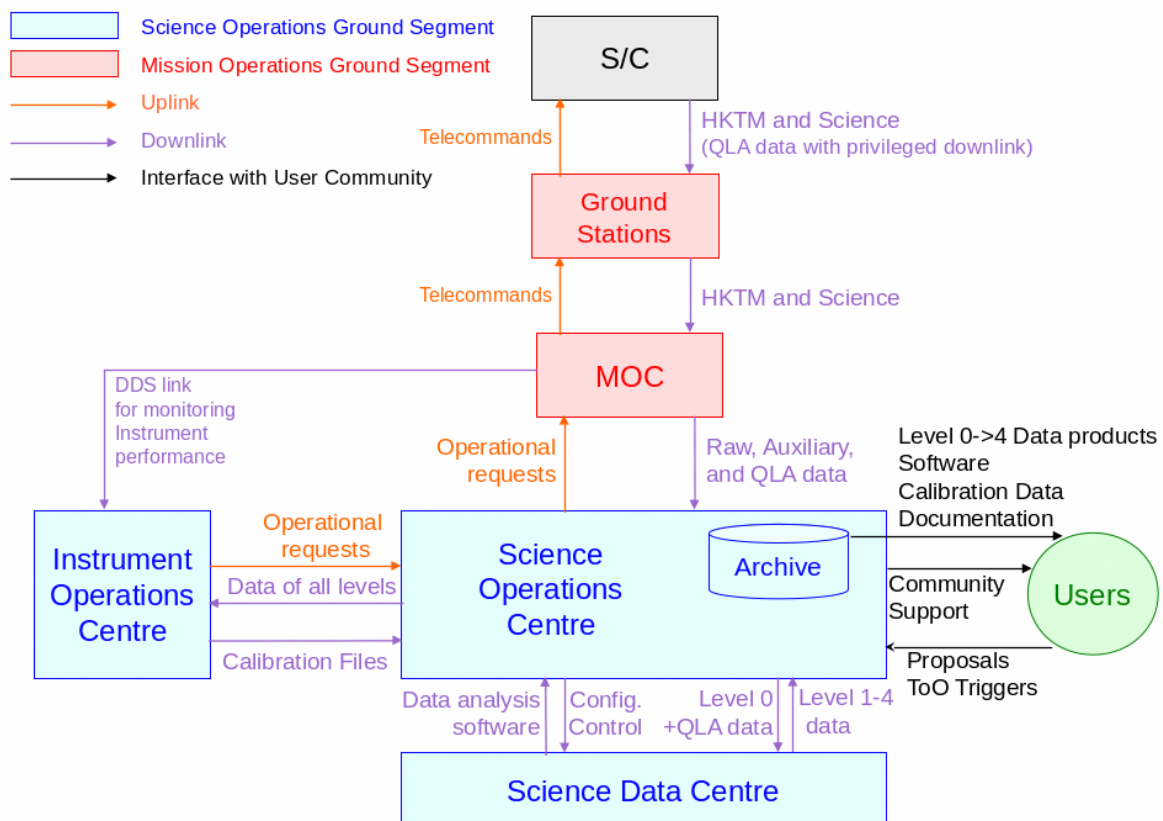 Science Operations Ground Segment
Mission Operations Ground Segment
Uplink
Downlink
Interface with User Community
S/C
Telecommands
HKTM and Science
(QLA data with privileged downlink)
Ground
Stations
Telecommands
HKTM and Science
MOC
DDS link
for monitoring
Instrument
performance
Operational
requests
Raw, Auxiliary,
and QLA data
Level 0->4 Data products
Software
Calibration Data
Documentation
Instrument
Operations
Centre
Operational
requests
Data of all levels
Calibration Files
Science
Operations
Centre
Archive
Community
Support
Users
Proposals
ToO Triggers
Data analysis
software
Config.
Control
Level 0
+QLA data
Level 1-4
data
Science Data Centre